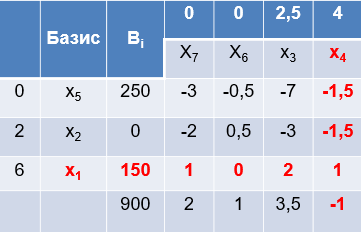 0 0 2,5 4
Базис Bi
X7 X6 x3 x4
0 x5 250 -3 -0,5 -7 -1,5
2 x2 0 -2 0,5 -3 -1,5
6 x1 150 1 0 2 1
900 2 1 3,5 -1